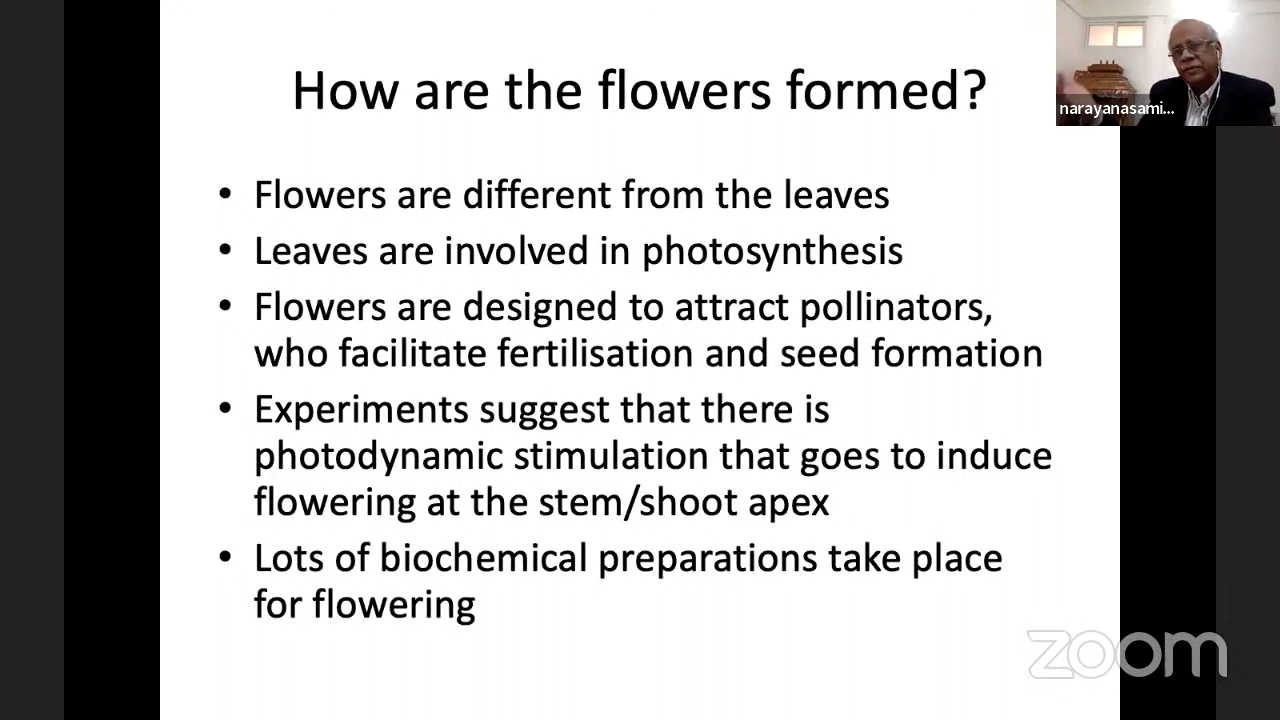 How are the flowers formed?
narayanasami...
• Flowers are different from the leaves
• Leaves are involved in photosynthesis
• Flowers are designed to attract pollinators,
who facilitate fertilisation and seed formation
• Experiments suggest that there is
photodynamic stimulation that goes to induce
flowering at the stem/shoot apex
• Lots of biochemical preparations take place
for flowering
zoom